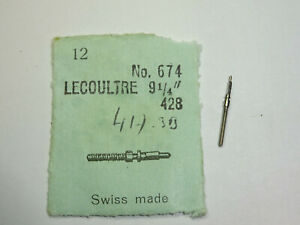 12
No. 674
LECOULTRE 9¼"
428
Swiss made